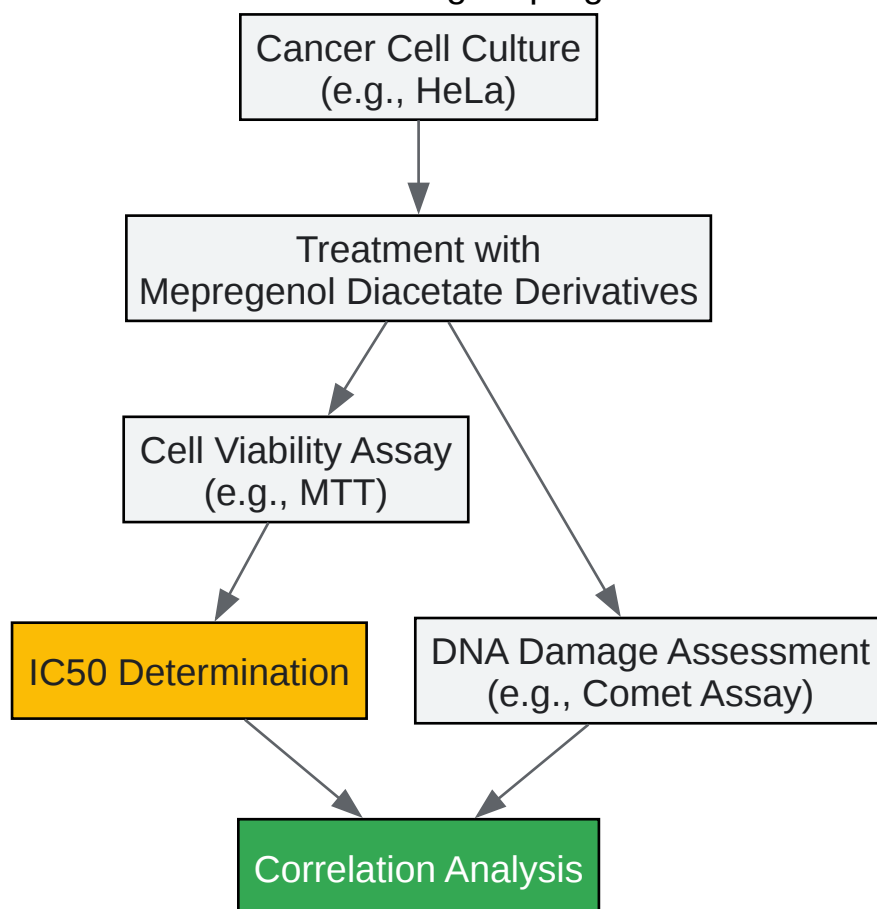 Cancer Cell Culture
(e.g., HeLa)
Treatment with
Mepregenol Diacetate Derivatives
Cell Viability Assay
(e.g., MTT)
IC50 Determination
DNA Damage Assessment
(e.g., Comet Assay)
Correlation Analysis